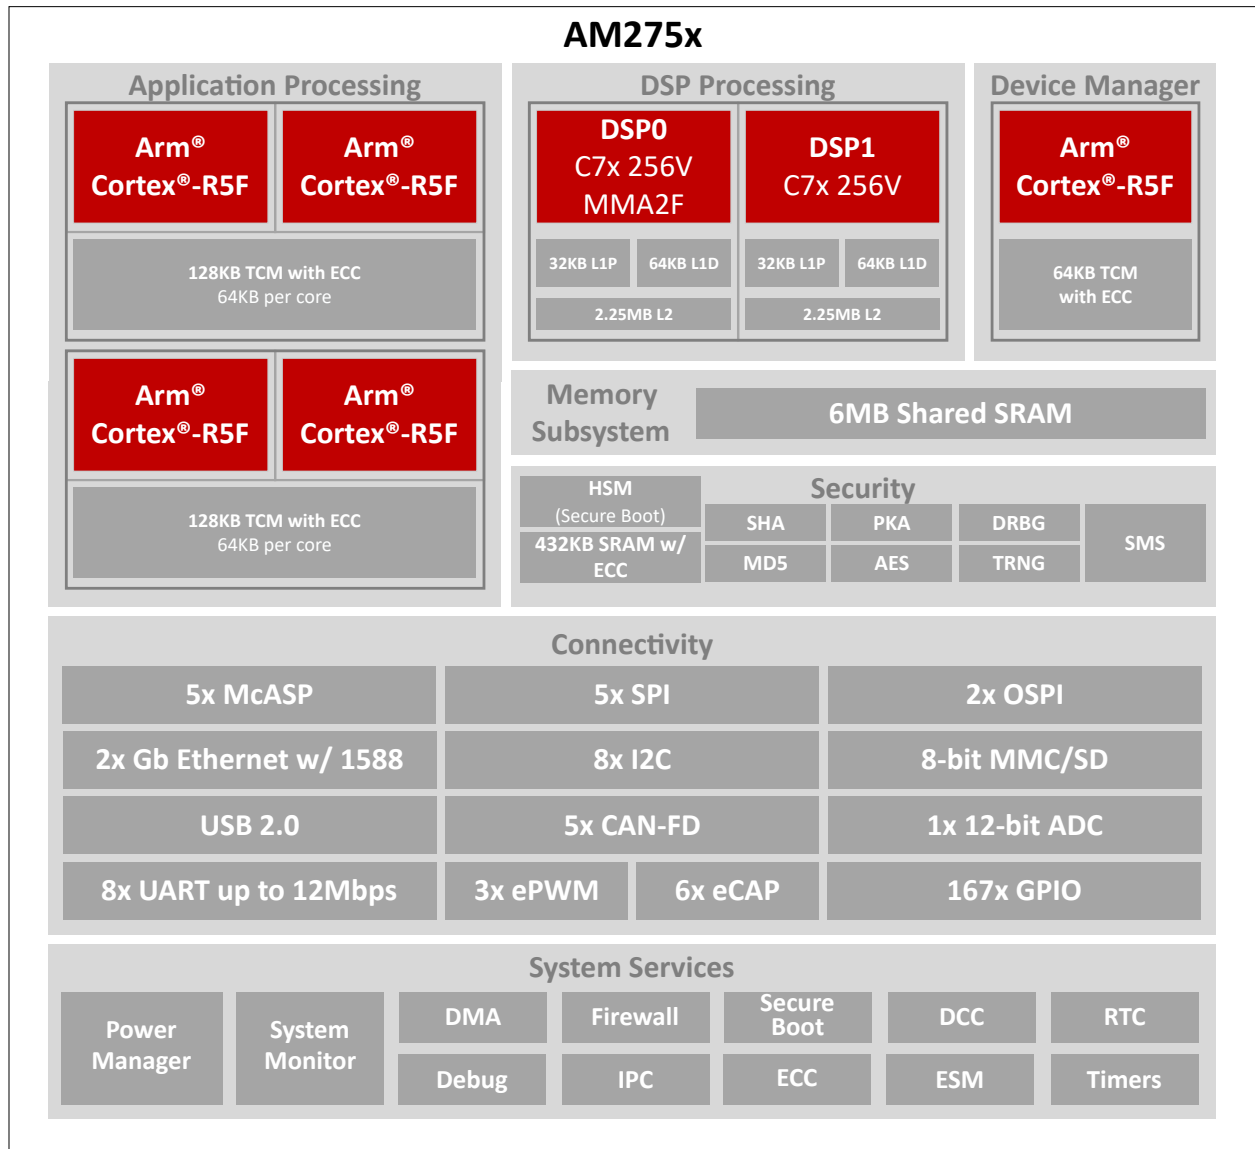 AM275x
Application Processing
Arm®
Cortex®-R5F
Arm®
Cortex®-R5F
128KB TCM with ECC
64KB per core
Arm®
Cortex®-R5F
Arm®
Cortex®-R5F
128KB TCM with ECC
64KB per core
DSP Processing
DSP0
C7x 256V
MMA2F
DSP1
C7x 256V
32KB L1P
64KB L1D
32KB L1P
64KB L1D
2.25MB L2
2.25MB L2
Device Manager
Arm®
Cortex®-R5F
64KB TCM
with ECC
Memory
Subsystem
6MB Shared SRAM
Security
HSM
(Secure Boot)
432KB SRAM w/
ECC
SHA
PKA
DRBG
MD5
AES
TRNG
SMS
Connectivity
5x McASP
5x SPI
2x OSPI
2x Gb Ethernet w/ 1588
8x I2C
8-bit MMC/SD
USB 2.0
5x CAN-FD
1x 12-bit ADC
8x UART up to 12Mbps
3x ePWM
6x eCAP
167x GPIO
System Services
Power
Manager
System
Monitor
DMA
Firewall
Secure
Boot
DCC
RTC
Debug
IPC
ECC
ESM
Timers